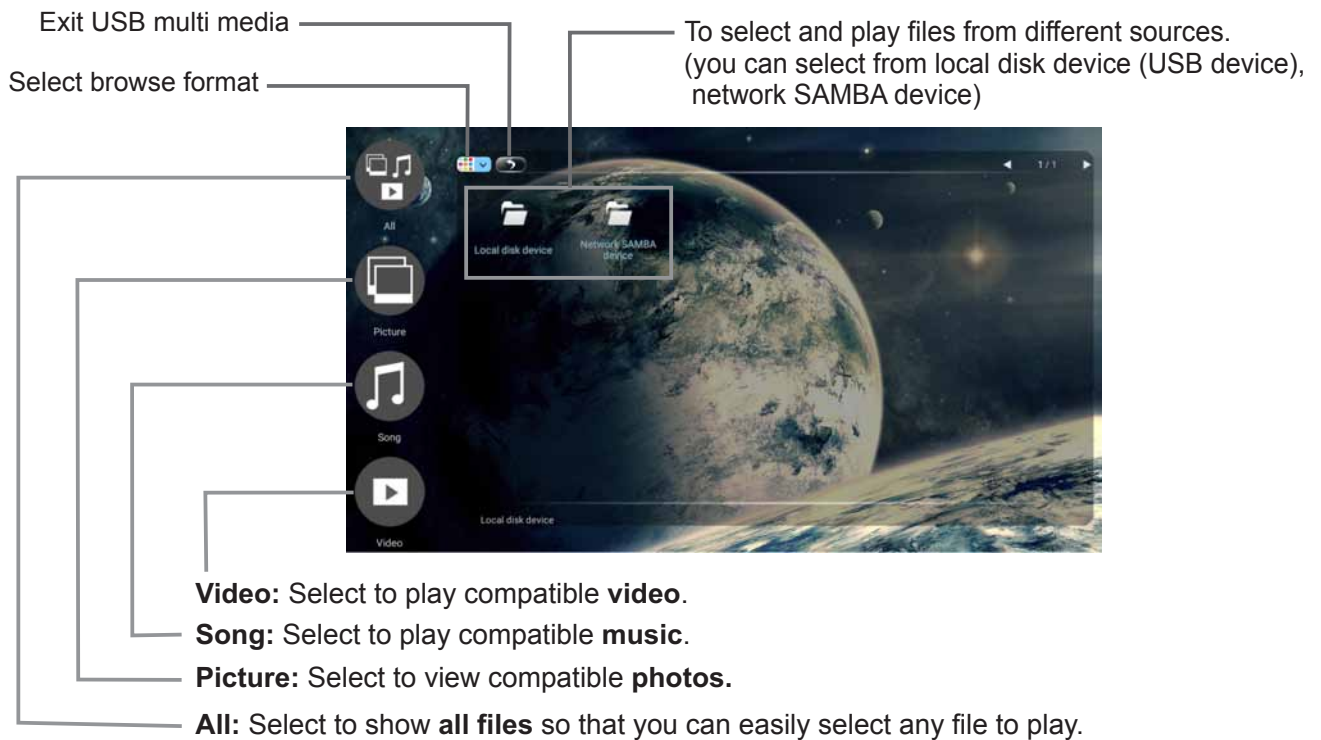 Exit USB multi media
Select browse format
To select and play files from different sources.
(you can select from local disk device (USB device),
network SAMBA device)
1/1
All
Local disk device
Network SAMBA
device
Picture
Song
Local disk device
Video
Video: Select to play compatible video.
Song: Select to play compatible music.
Picture: Select to view compatible photos.
All: Select to show all files so that you can easily select any file to play.